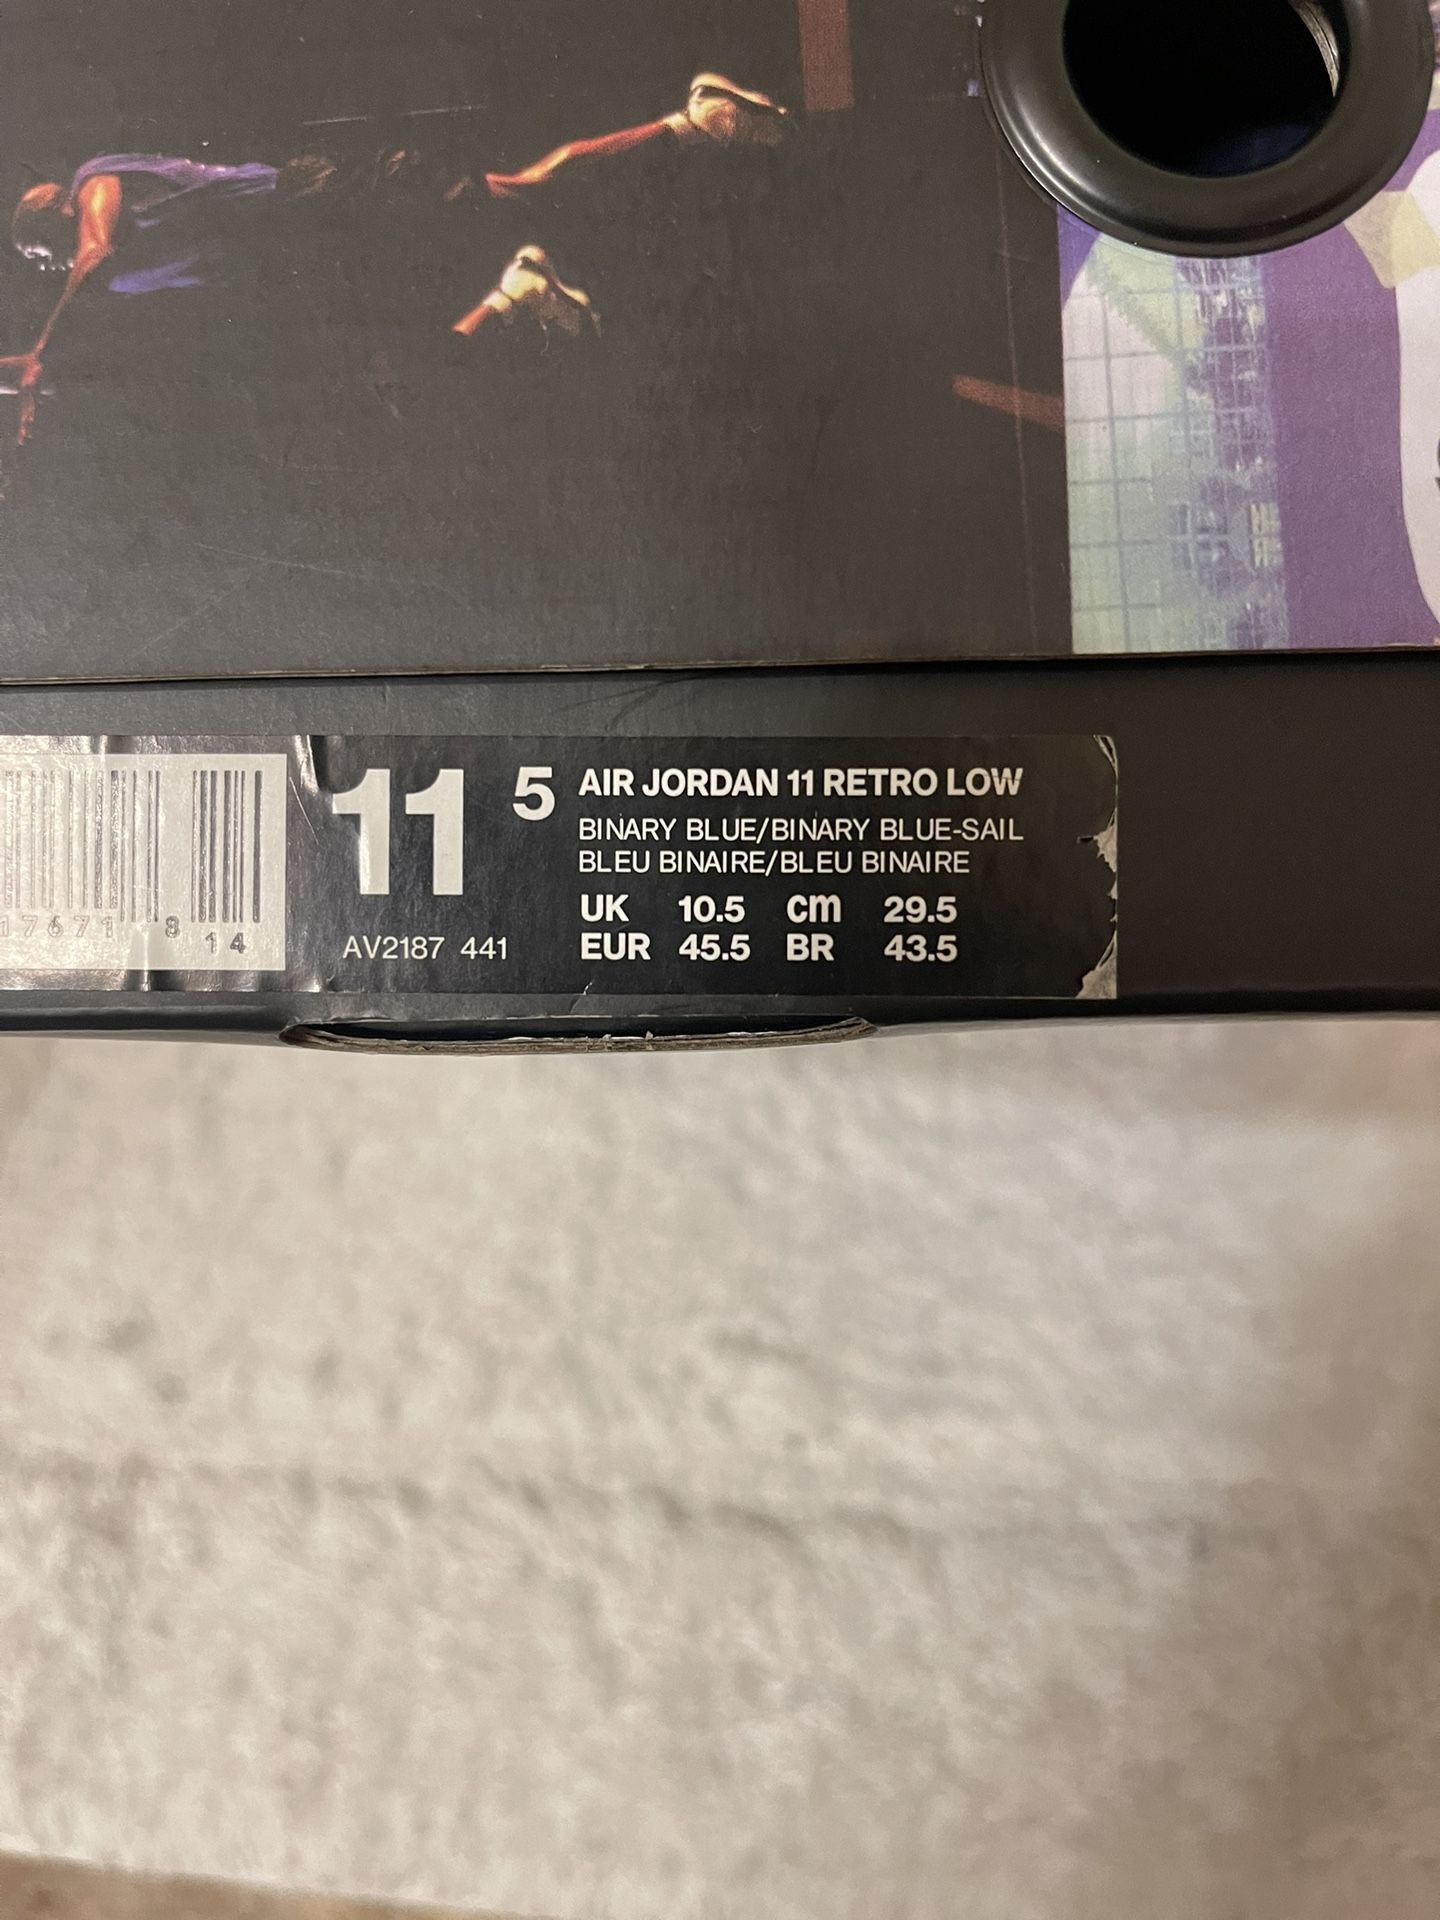 11 5
AIR JORDAN 11 RETRO LOW
BINARY BLUE/BINARY BLUE-SAIL
BLEU BINAIRE/BLEU BINAIRE
UK 10.5 cm 29.5
EUR 45.5 BR 43.5
AV2187 441
17671 8 14